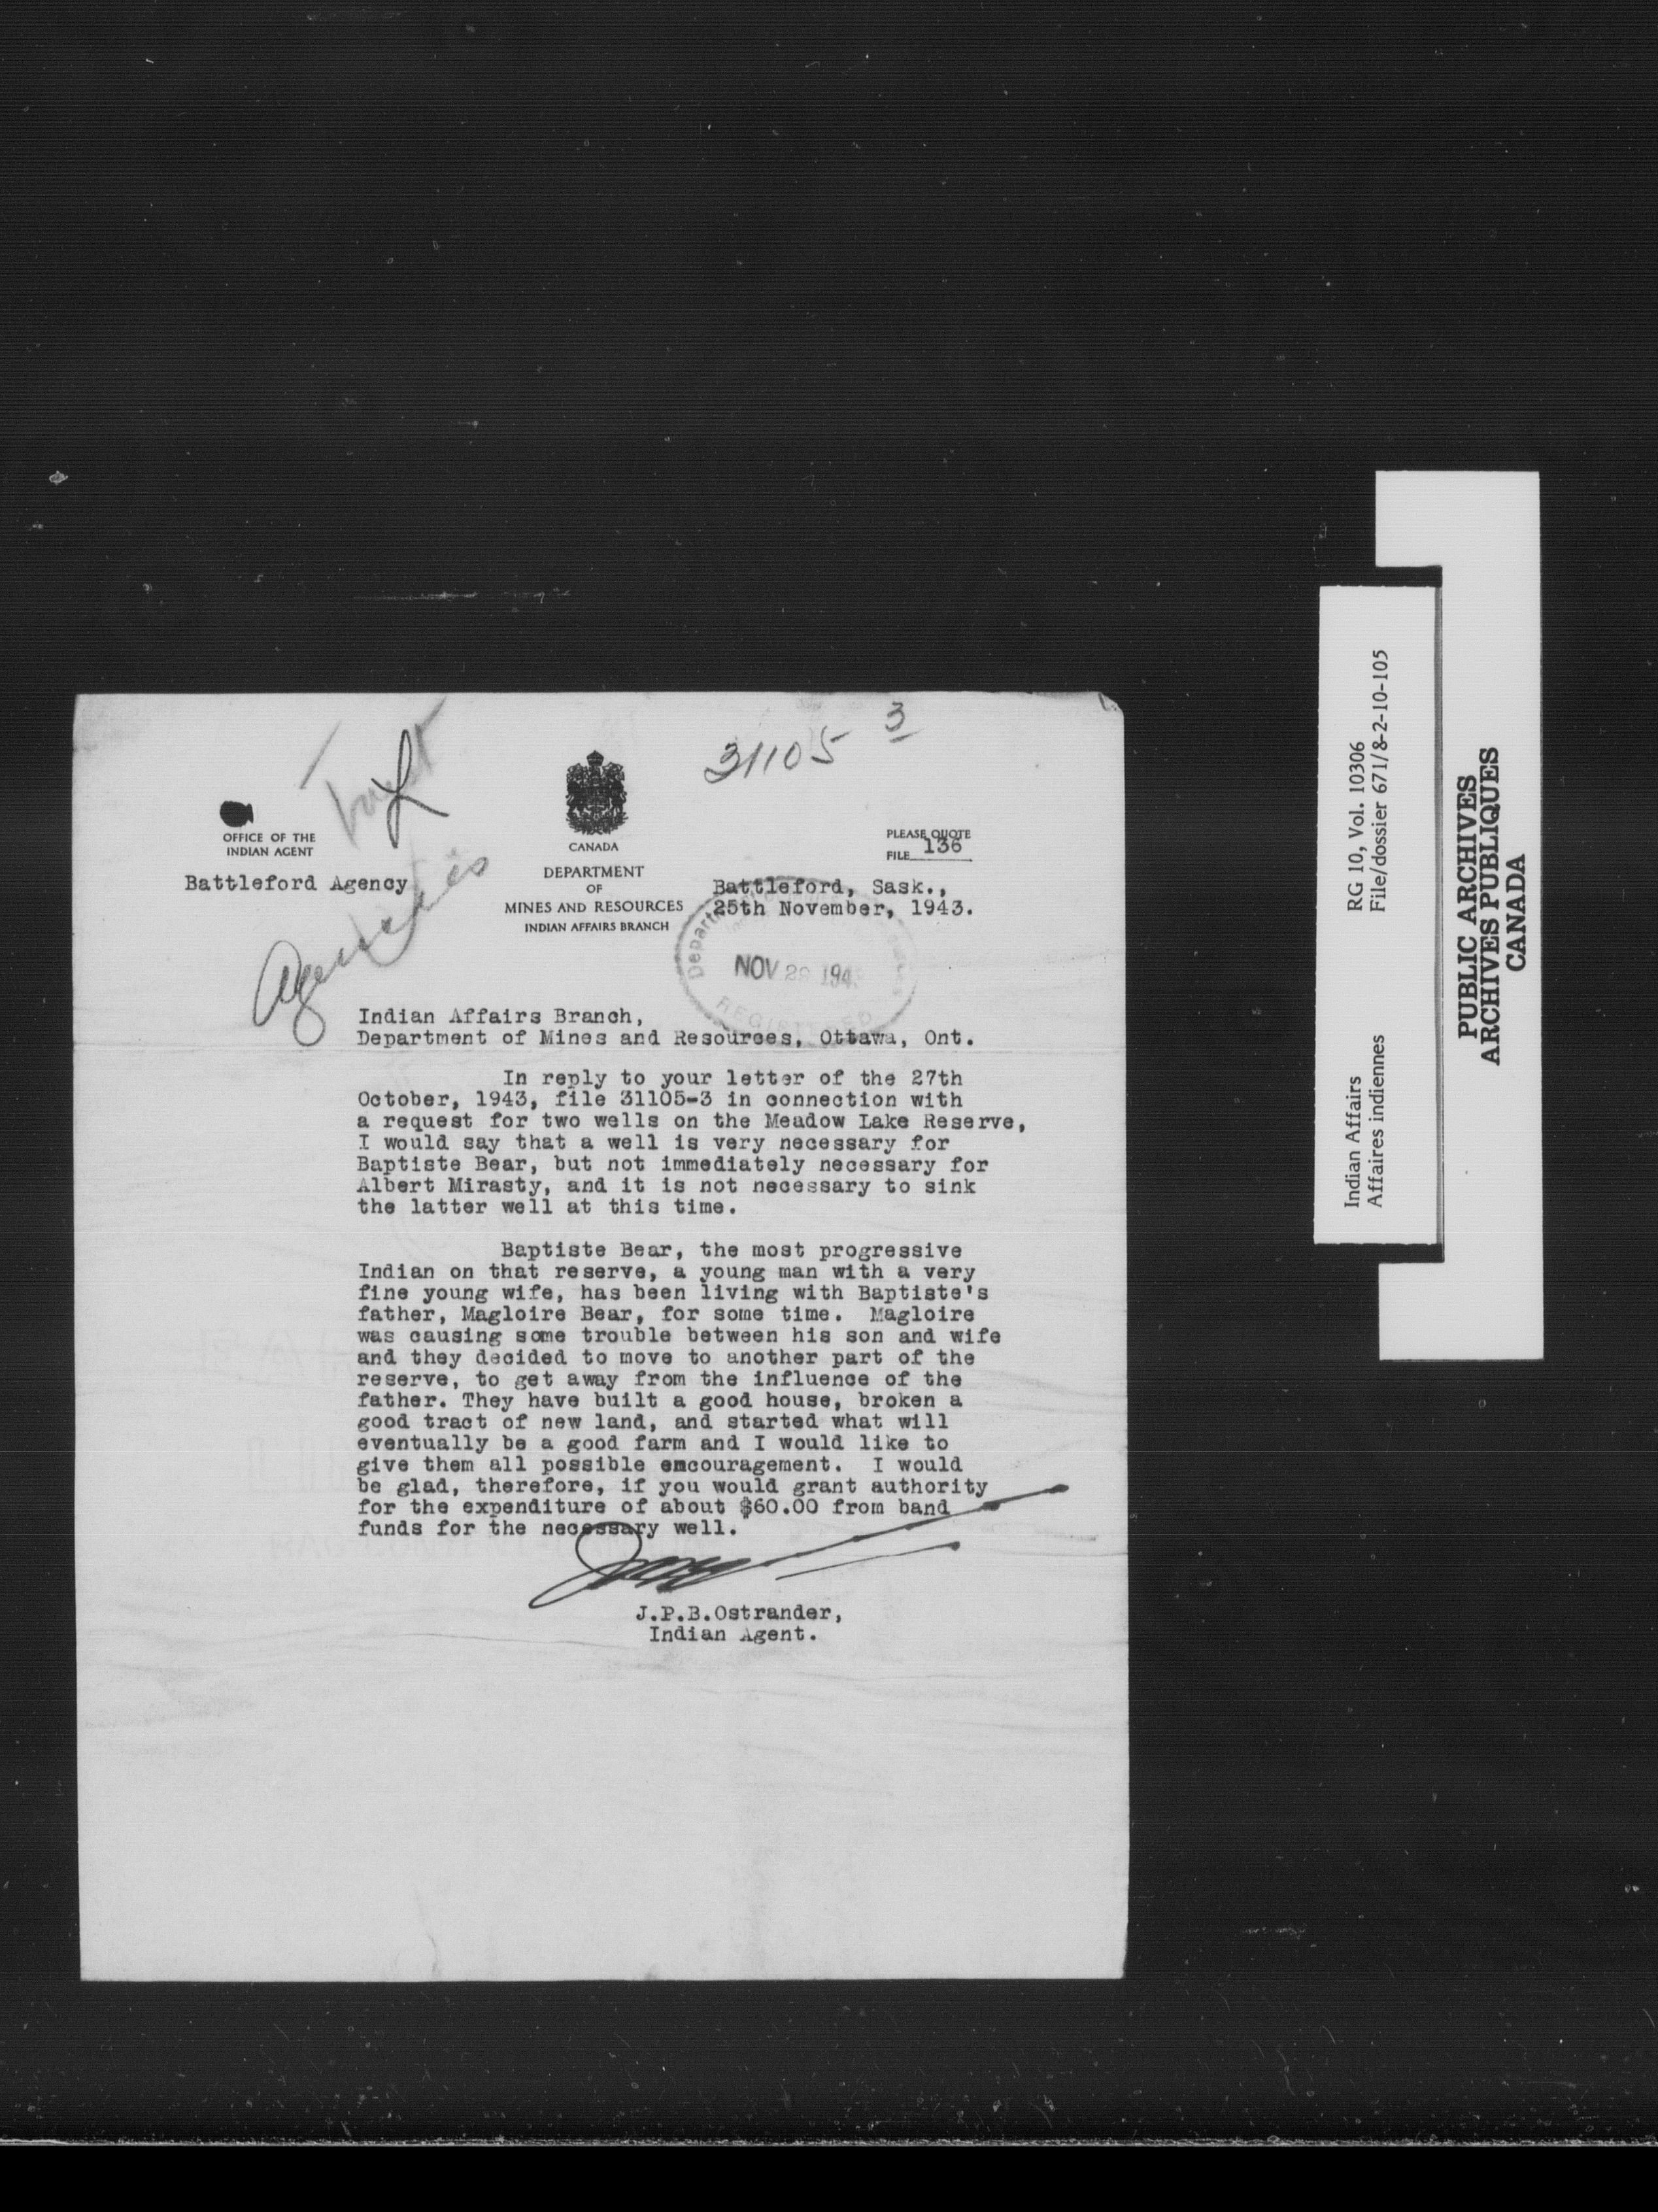 31105 3
OFFICE OF THE
INDIAN AGENT
Battleford Agency
Agencies
CANADA
DEPARTMENT
OF
MINES AND RESOURCES
INDIAN AFFAIRS BRANCH
PLEASE QUOTE
FILE 136
Battleford, Sask.,
25th November, 1943.
NOV 29 194
REGISTERED
Indian Affairs Branch,
Department of Mines and Resources, Ottawa, Ont.
In reply to your letter of the 27th
October, 1943, file 31105-3 in connection with
a request for two wells on the Meadow Lake Reserve,
I would say that a well is very necessary for
Baptiste Bear, but not immediately necessary for
Albert Mirasty, and it is not necessary to sink
the latter well at this time.
Baptiste Bear, the most progressive
Indian on that reserve, a young man with a very
fine young wife, has been living with Baptiste's
father, Magloire Bear, for some time. Magloire
was causing some trouble between his son and wife
and they decided to move to another part of the
reserve, to get away from the influence of the
father. They have built a good house, broken a
good tract of new land, and started what will
eventually be a good farm and I would like to
give them all possible encouragement. I would
be glad, therefore, if you would grant authority
for the expenditure of about $60.00 from band
funds for the necessary well.
J.P.B.Ostrander,
Indian Agent.
Indian Affairs RG 10, Vol. 10306
Affaires indiennes File/dossier 671/8-2-10-105
PUBLIC ARCHIVES
ARCHIVES PUBLIQUES
CANADA